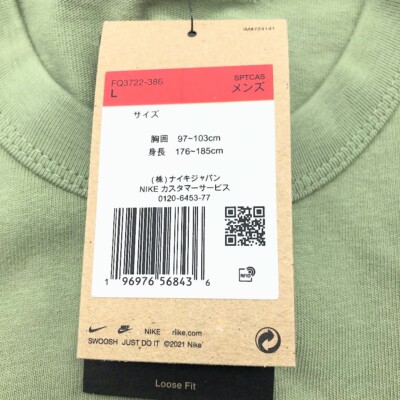 FQ3722-386
L
SPTCAS
メンズ
サイズ
胸囲 97~103cm
身長 176~185cm
(株)ナイキジャパン
NIKE カスタマーサービス
0120-6453-77
RFID
1 96976 56843 6
NIKE nike.com
SWOOSH JUST DO IT ©2021 Nike
Loose Fit